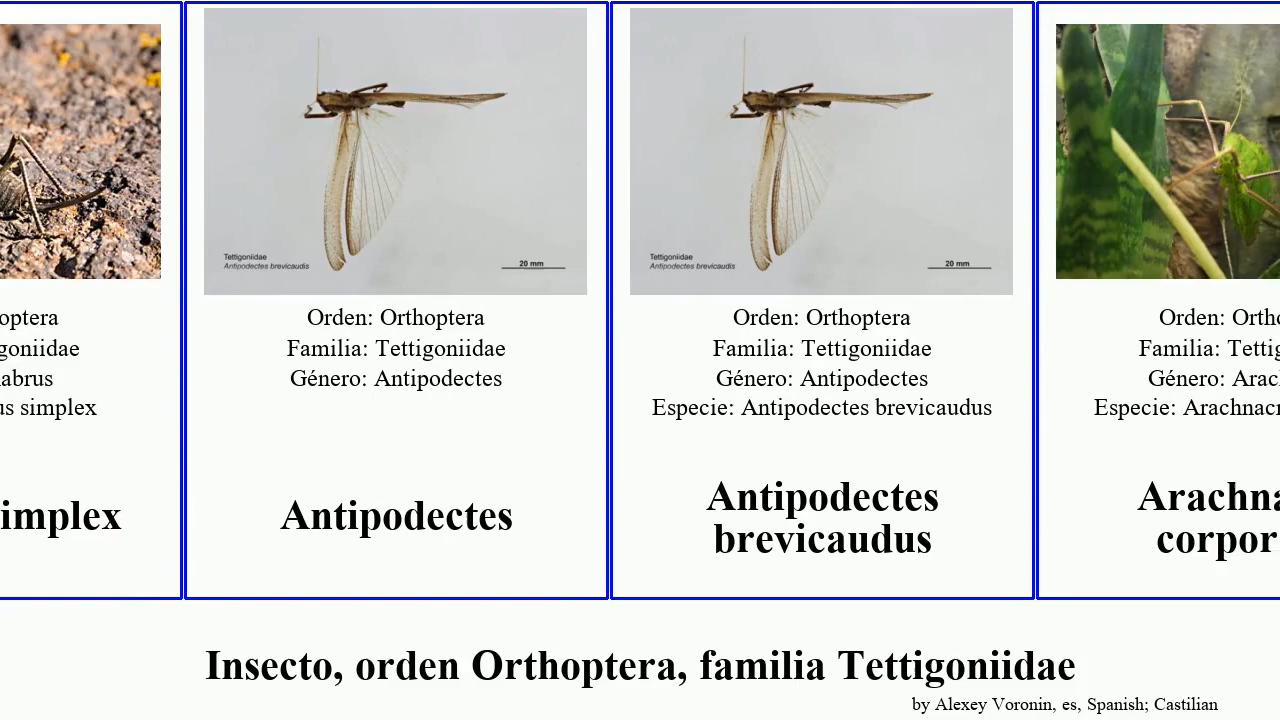 Tettigoniidae
Antipodectes brevicaudis
20 mm
Tettigoniidae
Antipodectes brevicaudis
20 mm
optera
goniidae
abrus
us simplex
implex
Orden: Orthoptera
Familia: Tettigoniidae
Género: Antipodectes
Antipodectes
Orden: Orthoptera
Familia: Tettigoniidae
Género: Antipodectes
Especie: Antipodectes brevicaudus
Antipodectes
brevicaudus
Orden: Ortho
Familia: Tettig
Género: Arac
Especie: Arachnac
Arachna
corpor
Insecto, orden Orthoptera, familia Tettigoniidae
by Alexey Voronin, es, Spanish; Castilian